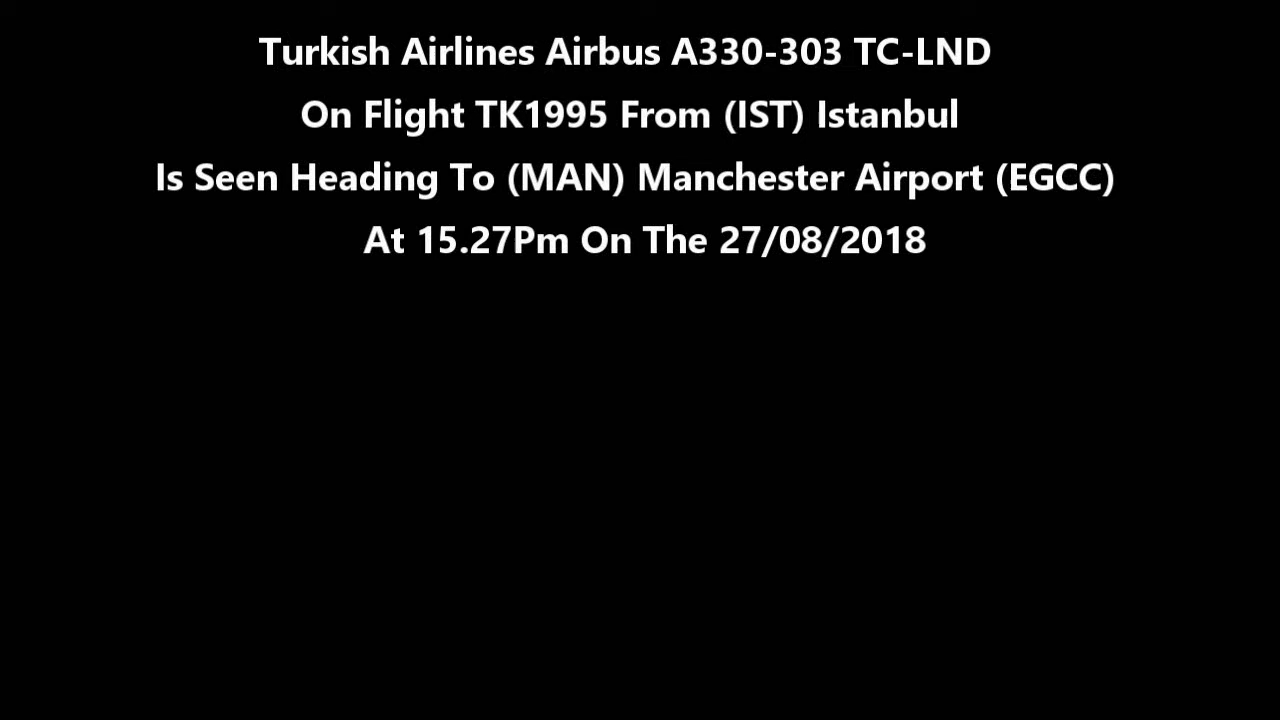 Turkish Airlines Airbus A330-303 TC-LND
On Flight TK1995 From (IST) Istanbul
Is Seen Heading To (MAN) Manchester Airport (EGCC)
At 15.27Pm On The 27/08/2018